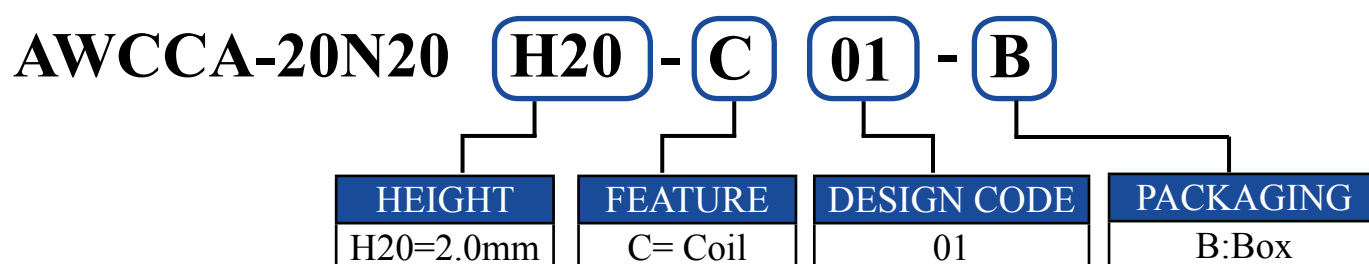 AWCCA-20N20 H20 - C 01 - B
HEIGHT FEATURE DESIGN CODE PACKAGING
H20=2.0mm C= Coil 01 B:Box